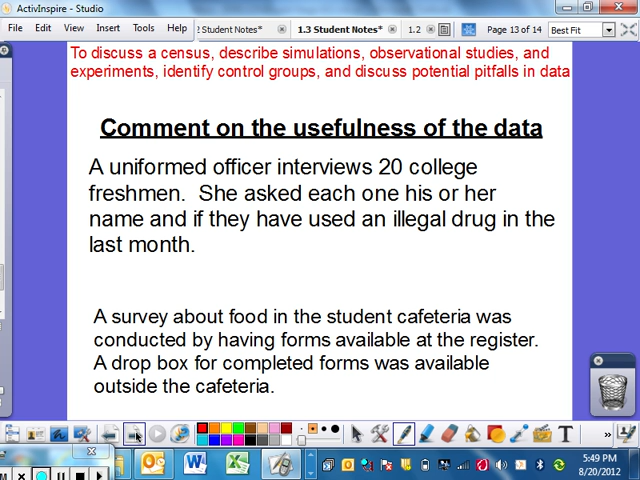 ActivInspire - Studio
File Edit View Insert Tools Help
Student Notes* 1.3 Student Notes* 1.2 Page 13 of 14 Best Fit
To discuss a census, describe simulations, observational studies, and
experiments, identify control groups, and discuss potential pitfalls in data
Comment on the usefulness of the data
A uniformed officer interviews 20 college
freshmen. She asked each one his or her
name and if they have used an illegal drug in the
last month.
A survey about food in the student cafeteria was
conducted by having forms available at the register.
A drop box for completed forms was available
outside the cafeteria.
5:49 PM
8/20/2012